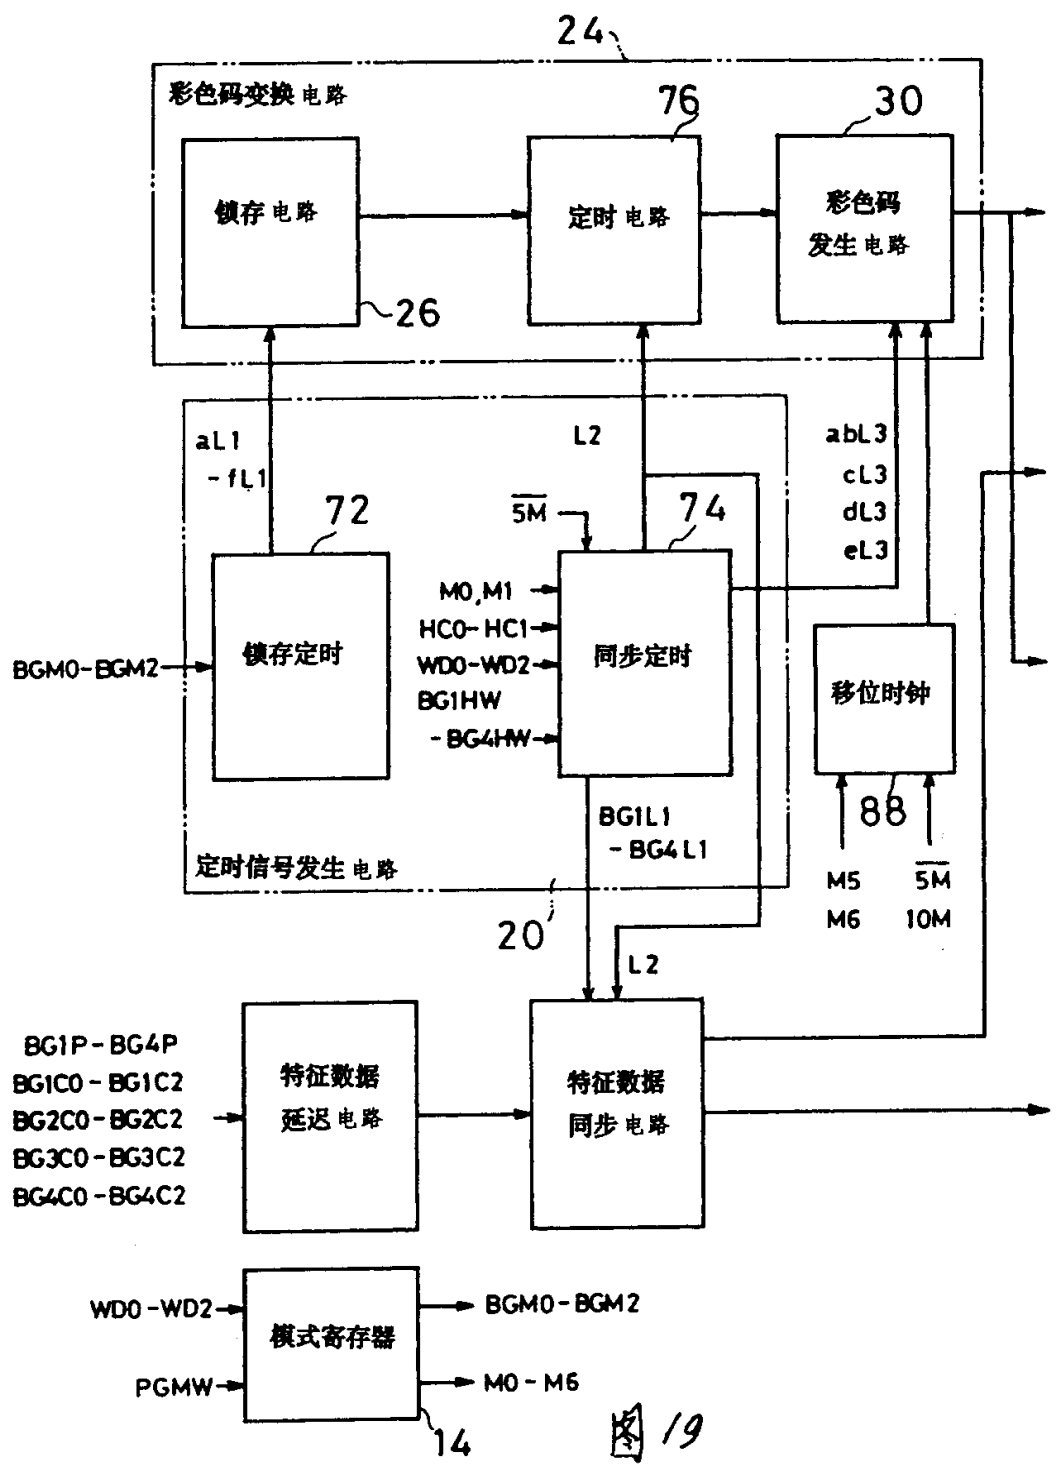 24
彩色码变换电路
76
30
锁存电路
定时电路
彩色码
发生电路
26
aL1
-fL1
L2
abL3
cL3
dL3
eL3
72
5M
74
M0,M1
HC0-HC1
WD0-WD2
BG1HW
-BG4HW
BGM0-BGM2
锁存定时
同步定时
移位时钟
88
BG1L1
-BG4L1
M5
M6
5M
10M
定时信号发生电路
20
L2
BG1P-BG4P
BG1C0-BG1C2
BG2C0-BG2C2
BG3C0-BG3C2
BG4C0-BG4C2
特征数据
延迟电路
特征数据
同步电路
WD0-WD2
PGMW
模式寄存器
BGM0-BGM2
M0-M6
14
图19